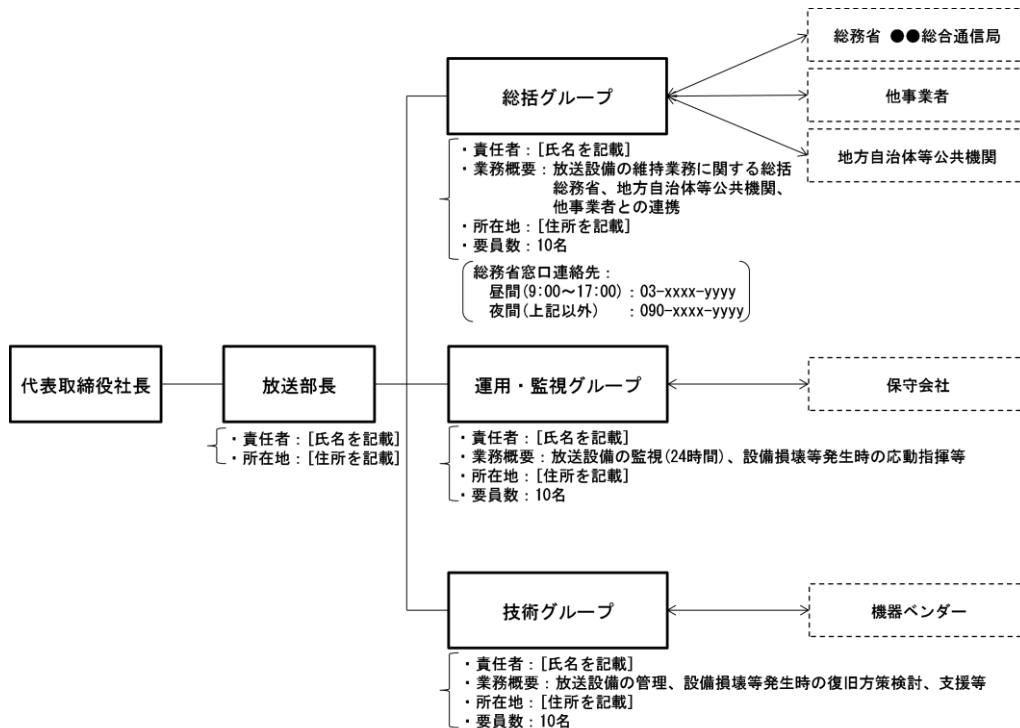 総務省 ●●総合通信局
総括グループ
他事業者
地方自治体等公共機関
・責任者：[氏名を記載]
・業務概要：放送設備の維持業務に関する総括
総務省、地方自治体等公共機関、
他事業者との連携
・所在地：[住所を記載]
・要員数：10名
総務省窓口連絡先：
昼間(9:00～17:00)：03-xxxx-yyyy
夜間(上記以外)　：090-xxxx-yyyy
代表取締役社長
放送部長
・責任者：[氏名を記載]
・所在地：[住所を記載]
運用・監視グループ
保守会社
・責任者：[氏名を記載]
・業務概要：放送設備の監視(24時間)、設備損壊等発生時の応動指揮等
・所在地：[住所を記載]
・要員数：10名
技術グループ
機器ベンダー
・責任者：[氏名を記載]
・業務概要：放送設備の管理、設備損壊等発生時の復旧方策検討、支援等
・所在地：[住所を記載]
・要員数：10名